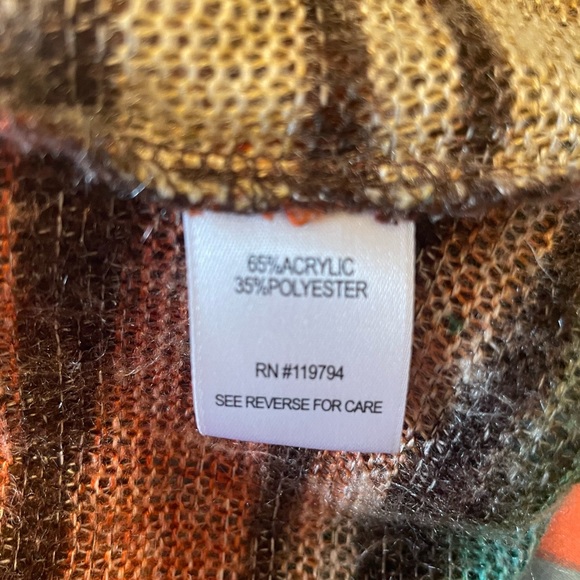 65%ACRYLIC
35%POLYESTER
RN #119794
SEE REVERSE FOR CARE